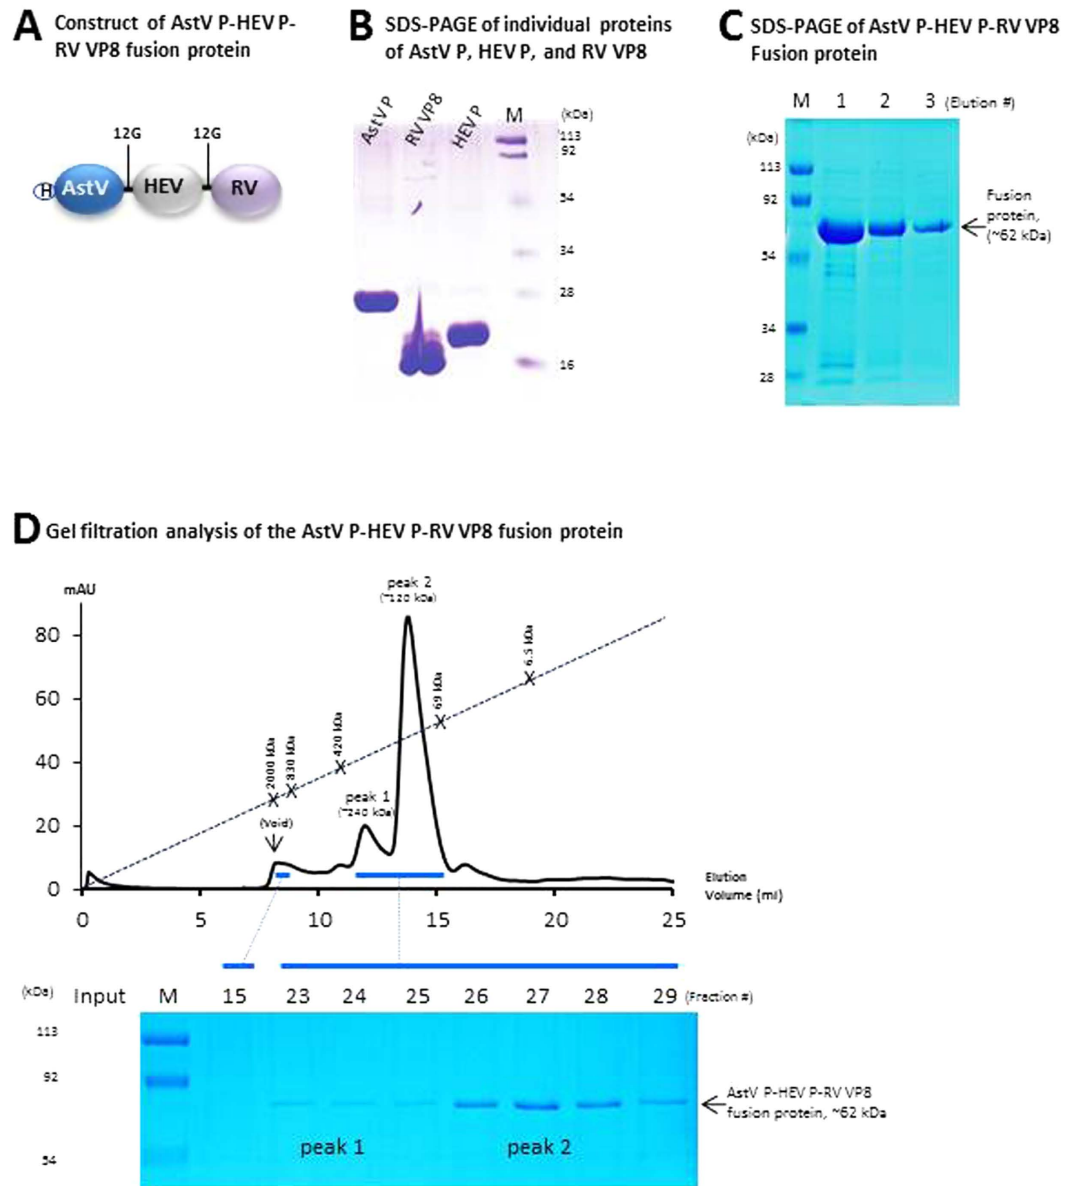 A Construct of AstV P-HEV P-
RV VP8 fusion protein
12G 12G
H AstV HEV RV
B SDS-PAGE of individual proteins
of AstV P, HEV P, and RV VP8
AstV P RV VP8 HEV P M (kDa)
113
92
54
34
28
16
C SDS-PAGE of AstV P-HEV P-RV VP8
Fusion protein
M 1 2 3 (Elution #)
(kDa)
113
92
54
34
28
Fusion
protein,
(~62 kDa)
D Gel filtration analysis of the AstV P-HEV P-RV VP8 fusion protein
mAU
80
60
40
20
0
peak 2
(~120 kDa)
2000 kDa
830 kDa
420 kDa
69 kDa
6.5 kDa
(Void)
peak 1
(~240 kDa)
0 5 10 15 20 25
Elution
Volume (ml)
(kDa) Input M 15 23 24 25 26 27 28 29 (Fraction #)
113
92
54
peak 1 peak 2
AstV P-HEV P-RV VP8
fusion protein, ~62 kDa